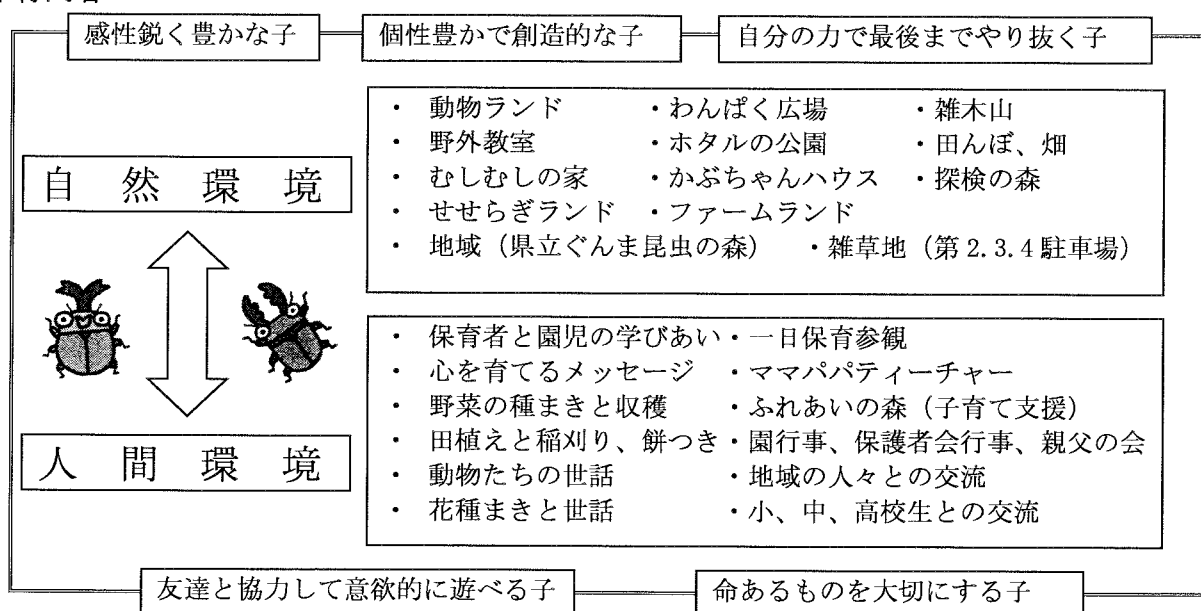 感性鋭く豊かな子 個性豊かで創造的な子 自分の力で最後までやり抜く子
自然環境
・ 動物ランド ・わんぱく広場 ・雑木山
・ 野外教室 ・ホタルの公園 ・田んぼ、畑
・ むしむしの家 ・かぶちゃんハウス ・探検の森
・ せせらぎランド ・ファームランド
・ 地域（県立ぐんま昆虫の森） ・雑草地（第2.3.4駐車場）
人間環境
・ 保育者と園児の学びあい・一日保育参観
・ 心を育てるメッセージ ・ママパパティーチャー
・ 野菜の種まきと収穫 ・ふれあいの森（子育て支援）
・ 田植えと稲刈り、餅つき・園行事、保護者会行事、親父の会
・ 動物たちの世話 ・地域の人々との交流
・ 花種まきと世話 ・小、中、高校生との交流
友達と協力して意欲的に遊べる子 命あるものを大切にする子